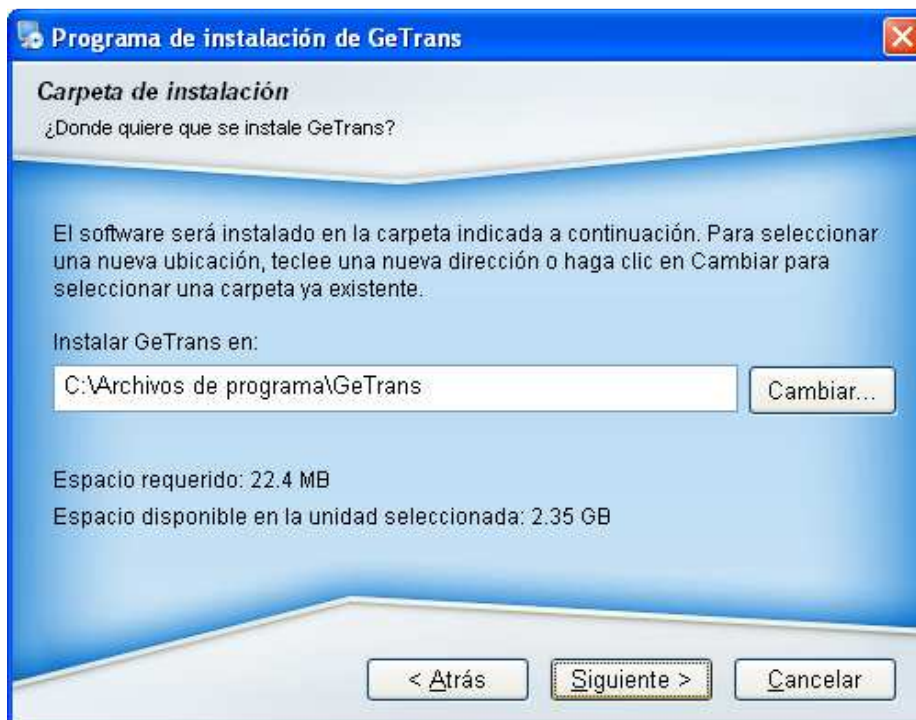 Programa de instalación de GeTrans
Carpeta de instalación
¿Donde quiere que se instale GeTrans?
El software será instalado en la carpeta indicada a continuación. Para seleccionar
una nueva ubicación, teclee una nueva dirección o haga clic en Cambiar para
seleccionar una carpeta ya existente.
Instalar GeTrans en:
C:\Archivos de programa\GeTrans
Cambiar...
Espacio requerido: 22.4 MB
Espacio disponible en la unidad seleccionada: 2.35 GB
< Atrás
Siguiente >
Cancelar